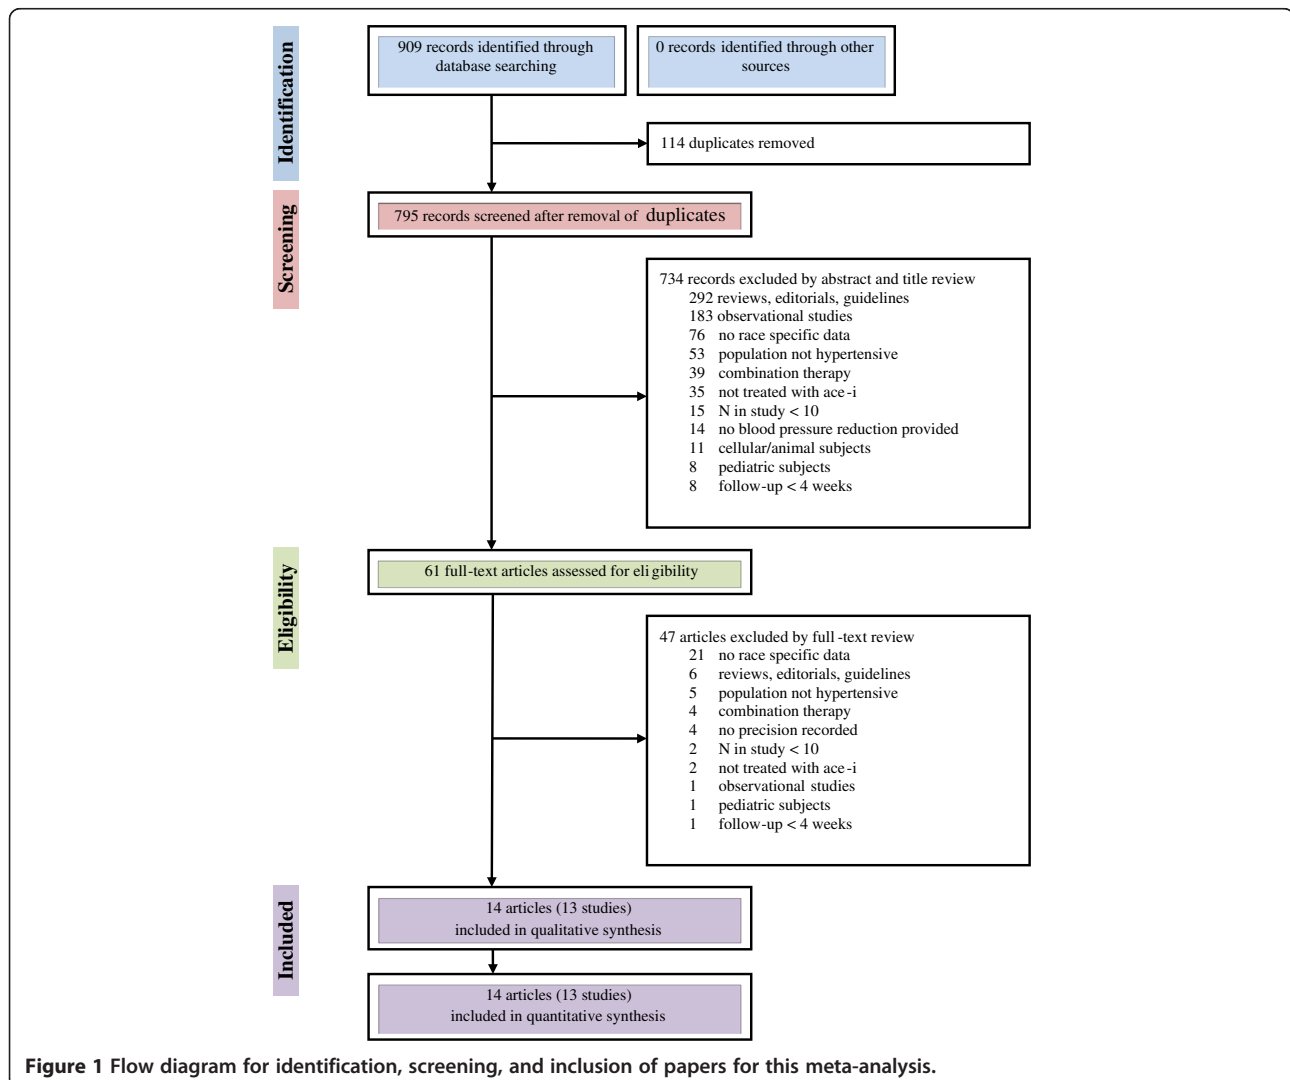 Identification
909 records identified through
database searching
0 records identified through other
sources
114 duplicates removed
Screening
795 records screened after removal of duplicates
734 records excluded by abstract and title review
292 reviews, editorials, guidelines
183 observational studies
76 no race specific data
53 population not hypertensive
39 combination therapy
35 not treated with ace-i
15 N in study < 10
14 no blood pressure reduction provided
11 cellular/animal subjects
8 pediatric subjects
8 follow-up < 4 weeks
Eligibility
61 full-text articles assessed for eligibility
47 articles excluded by full-text review
21 no race specific data
6 reviews, editorials, guidelines
5 population not hypertensive
4 combination therapy
4 no precision recorded
2 N in study < 10
2 not treated with ace-i
1 observational studies
1 pediatric subjects
1 follow-up < 4 weeks
Included
14 articles (13 studies)
included in qualitative synthesis
14 articles (13 studies)
included in quantitative synthesis
Figure 1 Flow diagram for identification, screening, and inclusion of papers for this meta-analysis.